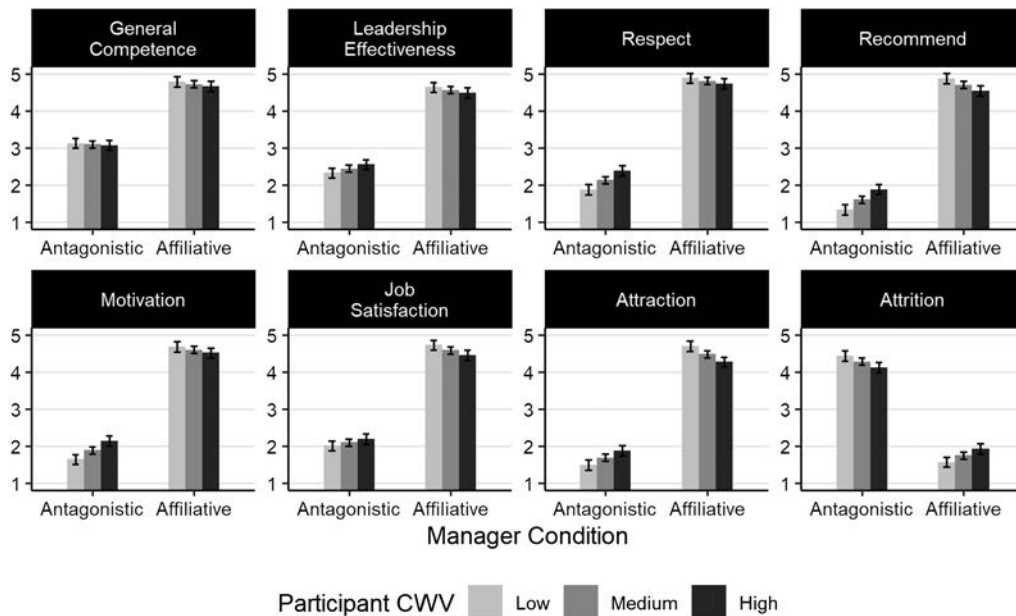 General
Competence
Leadership
Effectiveness
Respect
Recommend
5
4
3
2
1
Antagonistic Affiliative
5
4
3
2
1
Antagonistic Affiliative
5
4
3
2
1
Antagonistic Affiliative
5
4
3
2
1
Antagonistic Affiliative
Motivation
Job
Satisfaction
Attraction
Attrition
5
4
3
2
1
Antagonistic Affiliative
5
4
3
2
1
Antagonistic Affiliative
5
4
3
2
1
Antagonistic Affiliative
5
4
3
2
1
Antagonistic Affiliative
Manager Condition
Participant CWV Low Medium High